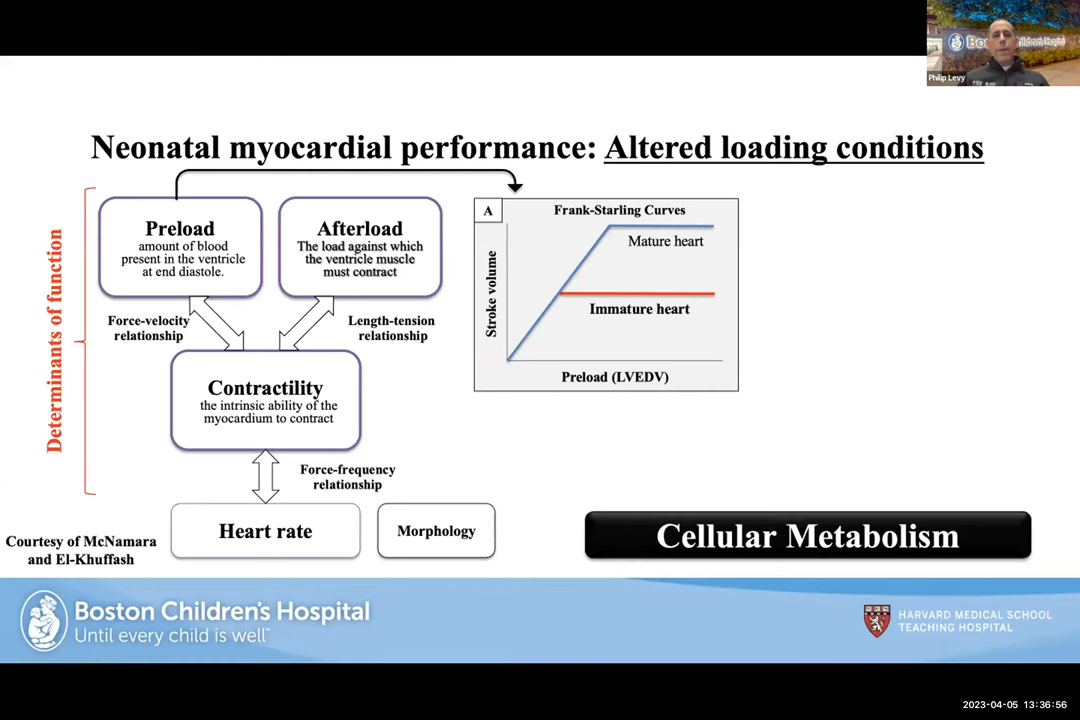 Boston Children's Hospital
Philip Levy
Neonatal myocardial performance: Altered loading conditions
Determinants of function
Preload
amount of blood
present in the ventricle
at end diastole.
Afterload
The load against which
the ventricle muscle
must contract
Force-velocity
relationship
Length-tension
relationship
Contractility
the intrinsic ability of the
myocardium to contract
Force-frequency
relationship
Heart rate
Morphology
Courtesy of McNamara
and El-Khuffash
A
Frank-Starling Curves
Stroke volume
Mature heart
Immature heart
Preload (LVEDV)
Cellular Metabolism
Boston Children's Hospital
Until every child is well™
HARVARD MEDICAL SCHOOL
TEACHING HOSPITAL
2023-04-05 13:36:56